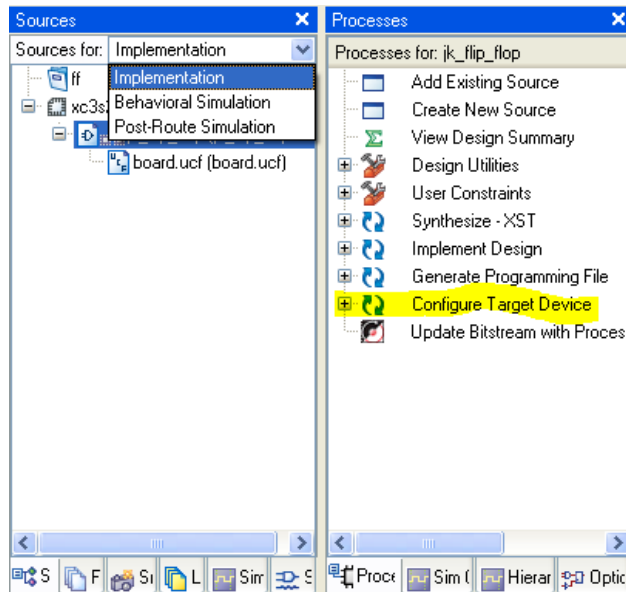 Sources
Sources for: Implementation
ff
Implementation
xc3s
Behavioral Simulation
Post-Route Simulation
board.ucf (board.ucf)
S F Si L Sim S
Processes
Processes for: jk_flip_flop
Add Existing Source
Create New Source
View Design Summary
Design Utilities
User Constraints
Synthesize - XST
Implement Design
Generate Programming File
Configure Target Device
Update Bitstream with Proces
Proce Sim ( Hierar Optic